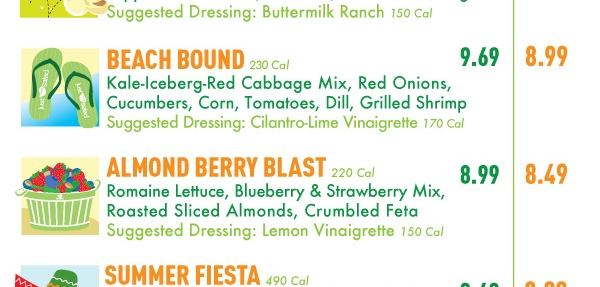 Suggested Dressing: Buttermilk Ranch 150 Cal
BEACH BOUND 230 Cal 9.69 8.99
Kale-Iceberg-Red Cabbage Mix, Red Onions,
Cucumbers, Corn, Tomatoes, Dill, Grilled Shrimp
Suggested Dressing: Cilantro-Lime Vinaigrette 170 Cal
ALMOND BERRY BLAST 220 Cal 8.99 8.49
Romaine Lettuce, Blueberry & Strawberry Mix,
Roasted Sliced Almonds, Crumbled Feta
Suggested Dressing: Lemon Vinaigrette 150 Cal
SUMMER FIESTA 490 Cal